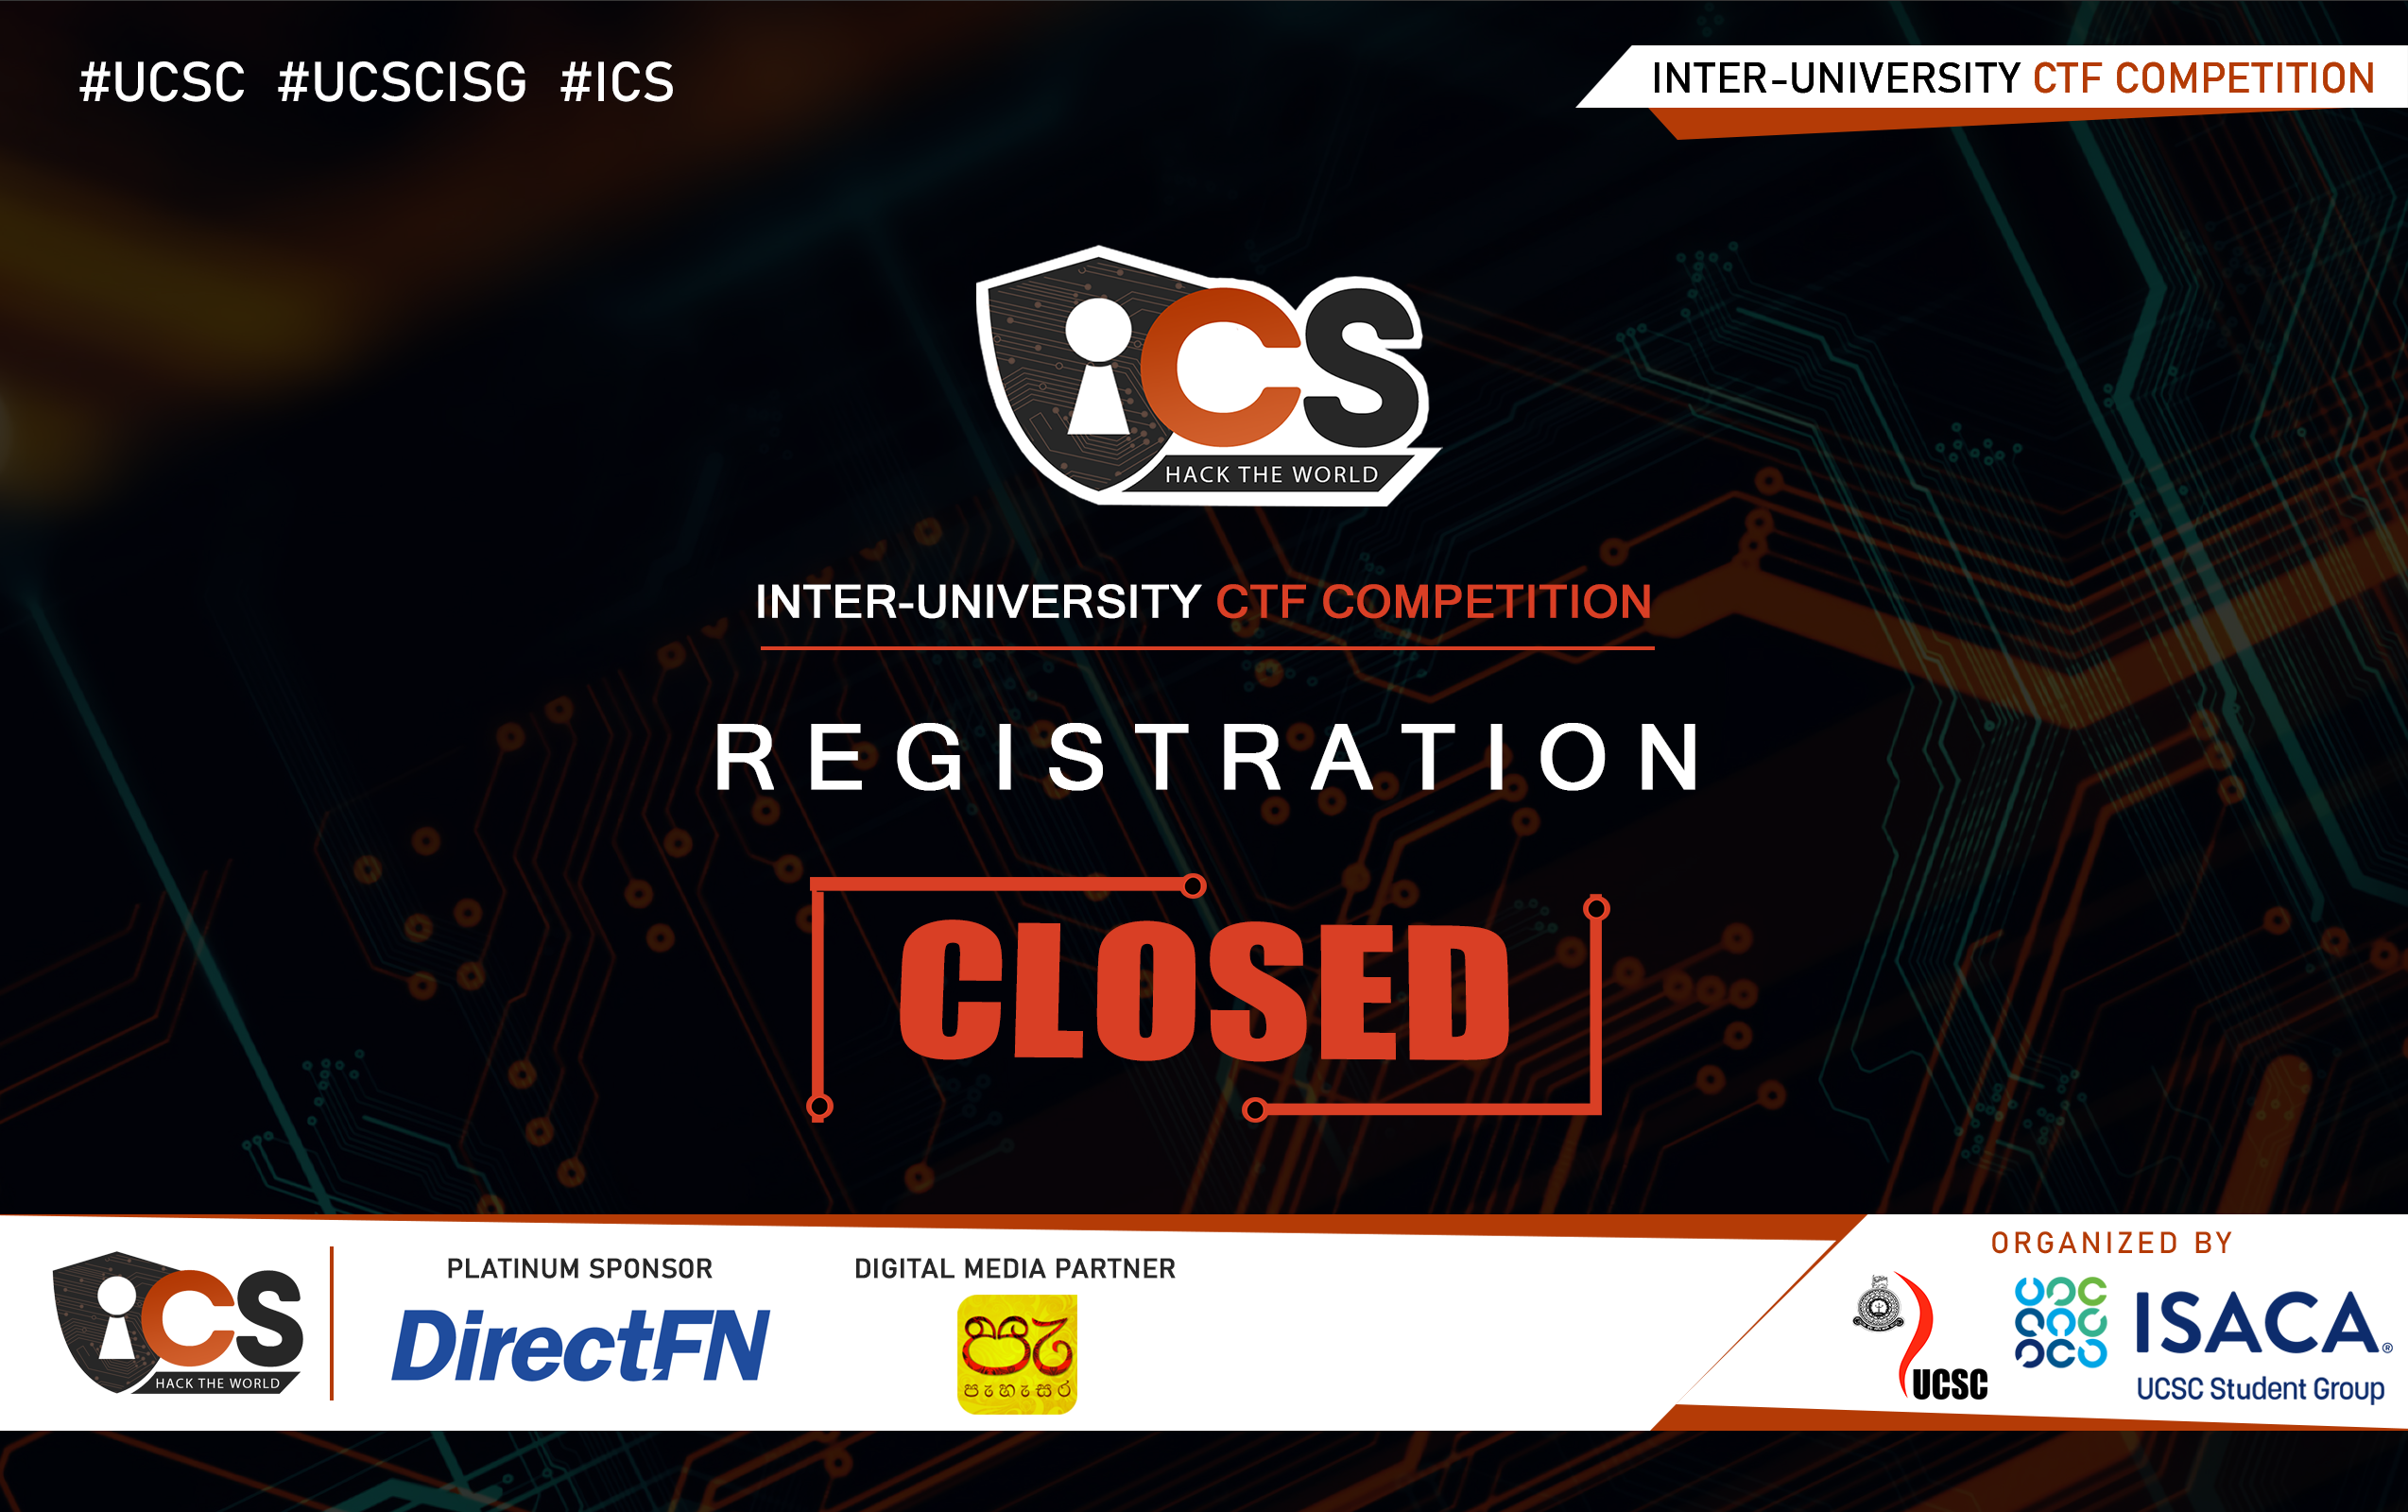 #UCSC #UCSCISG #ICS
INTER-UNIVERSITY CTF COMPETITION
iCS
HACK THE WORLD
INTER-UNIVERSITY CTF COMPETITION
REGISTRATION
CLOSED
iCS
HACK THE WORLD
PLATINUM SPONSOR
DirectFN
DIGITAL MEDIA PARTNER
පැ
පැහැසර
ORGANIZED BY
UCSC
ISACA®
UCSC Student Group